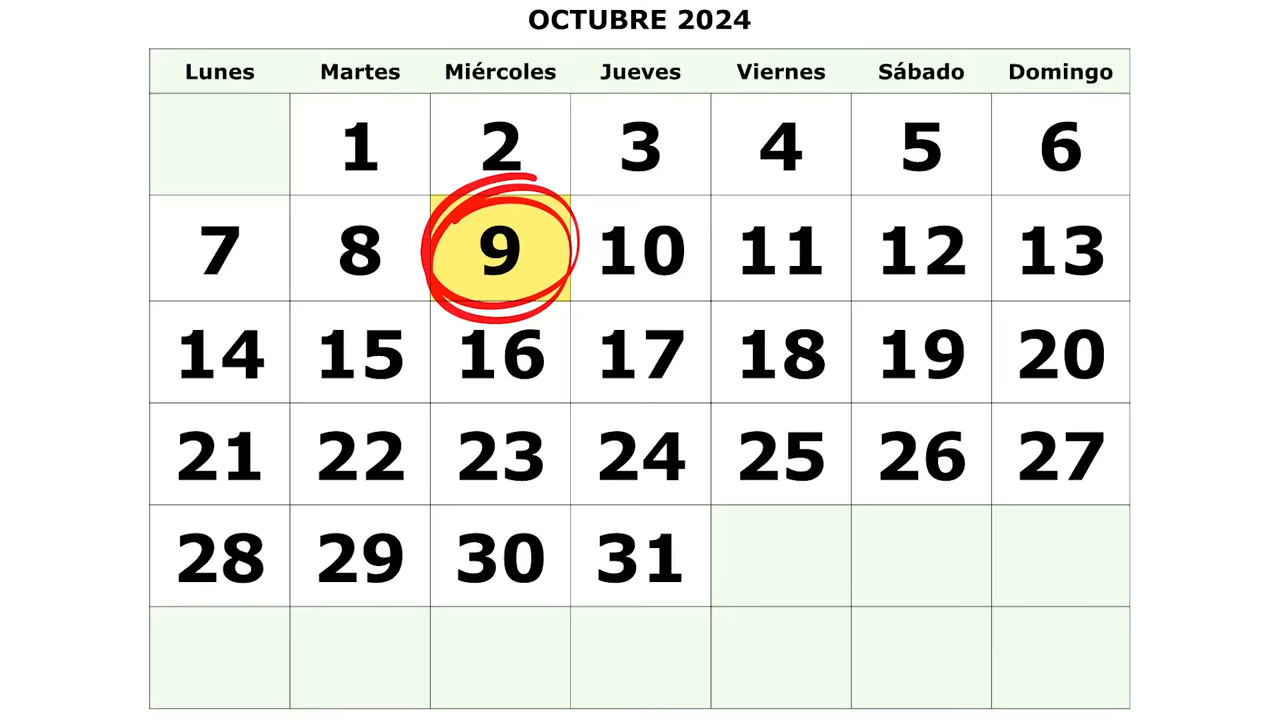 OCTUBRE 2024
Lunes Martes Miércoles Jueves Viernes Sábado Domingo
1 2 3 4 5 6
7 8 9 10 11 12 13
14 15 16 17 18 19 20
21 22 23 24 25 26 27
28 29 30 31